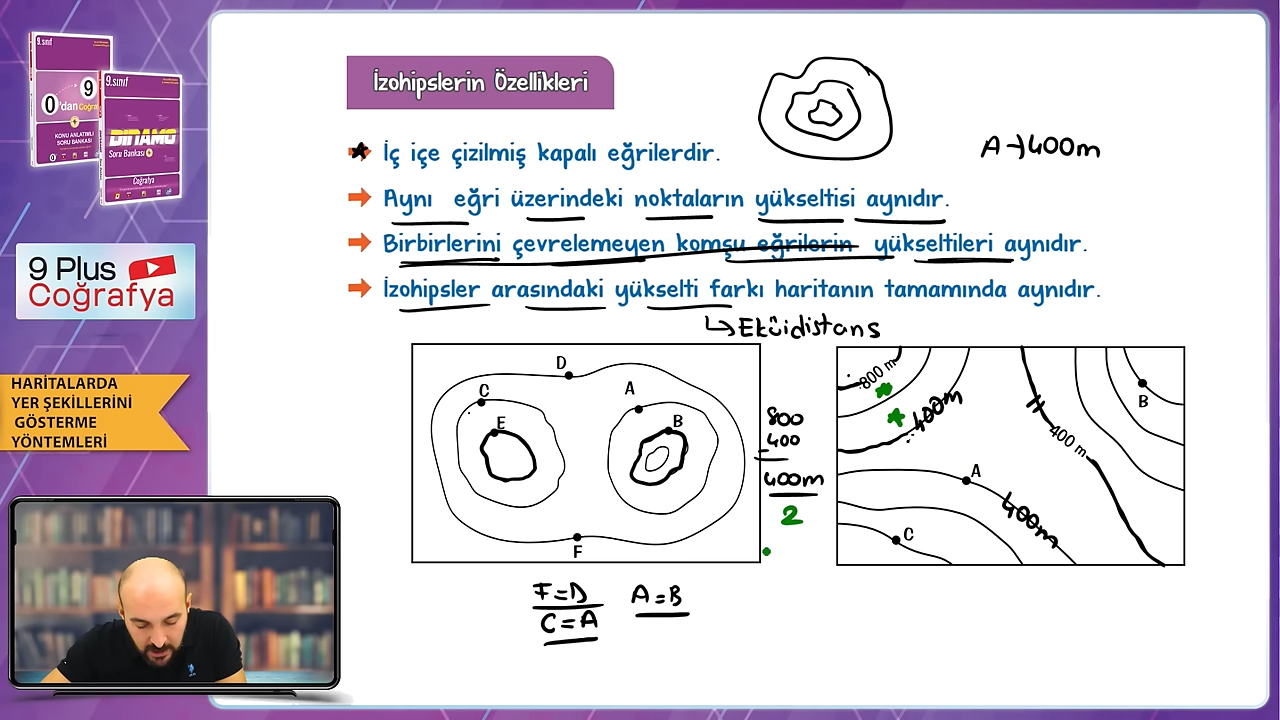 9.sınıf
0'dan Coğrafya
9
KONU ANLATIMLI
SORU BANKASI
9.sınıf
DİNAMO
Soru Bankası
Coğrafya
9 Plus
Coğrafya
HARİTALARDA
YER ŞEKİLLERİNİ
GÖSTERME
YÖNTEMLERİ
İzohipslerin Özellikleri
İç içe çizilmiş kapalı eğrilerdir.
A→400m
Aynı eğri üzerindeki noktaların yükseltisi aynıdır.
Birbirlerini çevrelemeyen komşu eğrilerin yükseltileri aynıdır.
İzohipsler arasındaki yükselti farkı haritanın tamamında aynıdır.
↳Eküidistans
D
C
A
E
B
F
800
400
400m
2
800 m
400m
400 m
B
A
400m
C
F=D
A=B
C=A